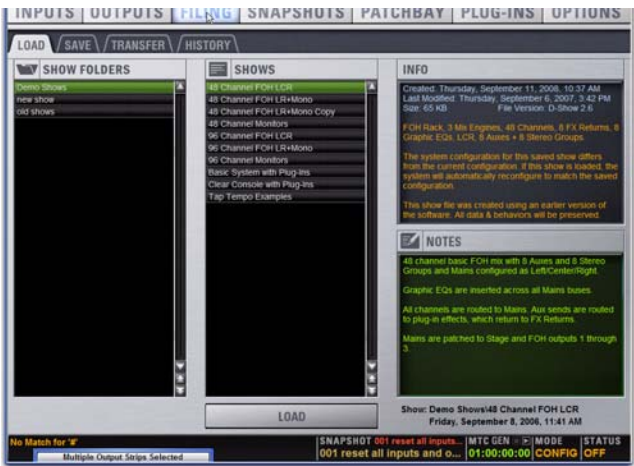 INPUTS OUTPUTS FILING SNAPSHOTS PATCHBAY PLUG-INS OPTIONS
LOAD SAVE TRANSFER HISTORY
SHOW FOLDERS
Demo Shows
new show
old shows
SHOWS
48 Channel FOH LCR
48 Channel FOH LR+Mono
48 Channel FOH LR+Mono Copy
48 Channel Monitors
96 Channel FOH LCR
96 Channel FOH LR+Mono
96 Channel Monitors
Basic System with Plug-Ins
Clear Console with Plug-Ins
Tap Tempo Examples
LOAD
INFO
Created: Thursday, September 11, 2008, 10:37 AM
Last Modified: Thursday, September 6, 2007, 3:42 PM
Size: 65 KB File Version: D-Show 2.6
FOH Rack, 3 Mix Engines, 48 Channels, 8 FX Returns, 8
Graphic EQs, LCR, 8 Auxes + 8 Stereo Groups.
The system configuration for this saved show differs
from the current configuration. If this show is loaded, the
system will automatically reconfigure to match the saved
configuration.
This show file was created using an earlier version of
the software. All data & behaviors will be preserved.
NOTES
48 channel basic FOH mix with 8 Auxes and 8 Stereo
Groups and Mains configured as Left/Center/Right.
Graphic EQs are inserted across all Mains buses.
All channels are routed to Mains. Aux sends are routed
to plug-in effects, which return to FX Returns.
Mains are patched to Stage and FOH outputs 1 through
3.
Show: Demo Shows\48 Channel FOH LCR
Friday, September 8, 2006, 11:41 AM
No Match for '#'
Multiple Output Strips Selected
SNAPSHOT 001 reset all inputs...
001 reset all inputs and o...
MTC GEN
01:00:00:00
MODE
CONFIG
STATUS
OFF